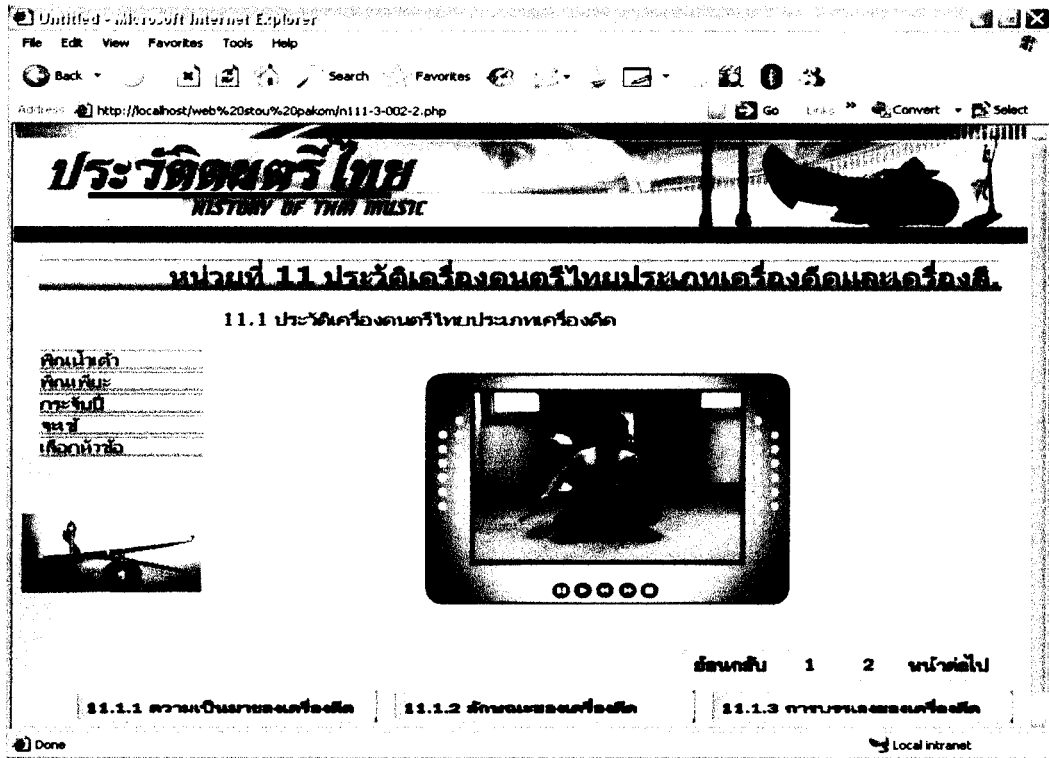 Untitled - Microsoft Internet Explorer
File Edit View Favorites Tools Help
Back Search Favorites
Address http://localhost/web%20stou%20pakom/n111-3-002-2.php Go Links » Convert Select
ประวัติดนตรีไทย
HISTORY OF THAI MUSIC
หน่วยที่ 11 ประวัติเครื่องดนตรีไทยประเภทเครื่องดีดและเครื่องสี.
11.1 ประวัติเครื่องดนตรีไทยประเภทเครื่องดีด
พิณน้ำเต้า
พิณเพียะ
กระจับปี่
จะเข้
เลือกหัวข้อ
ย้อนกลับ 1 2 หน้าต่อไป
11.1.1 ความเป็นมาของเครื่องดีด 11.1.2 ลักษณะของเครื่องดีด 11.1.3 การบรรเลงของเครื่องดีด
Done Local intranet